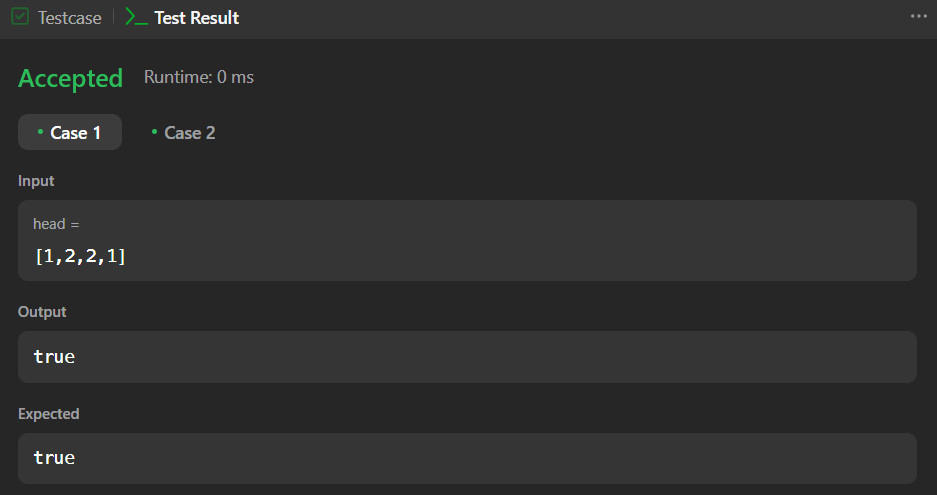 Testcase Test Result
Accepted Runtime: 0 ms
Case 1 Case 2
Input
head =
[1,2,2,1]
Output
true
Expected
true